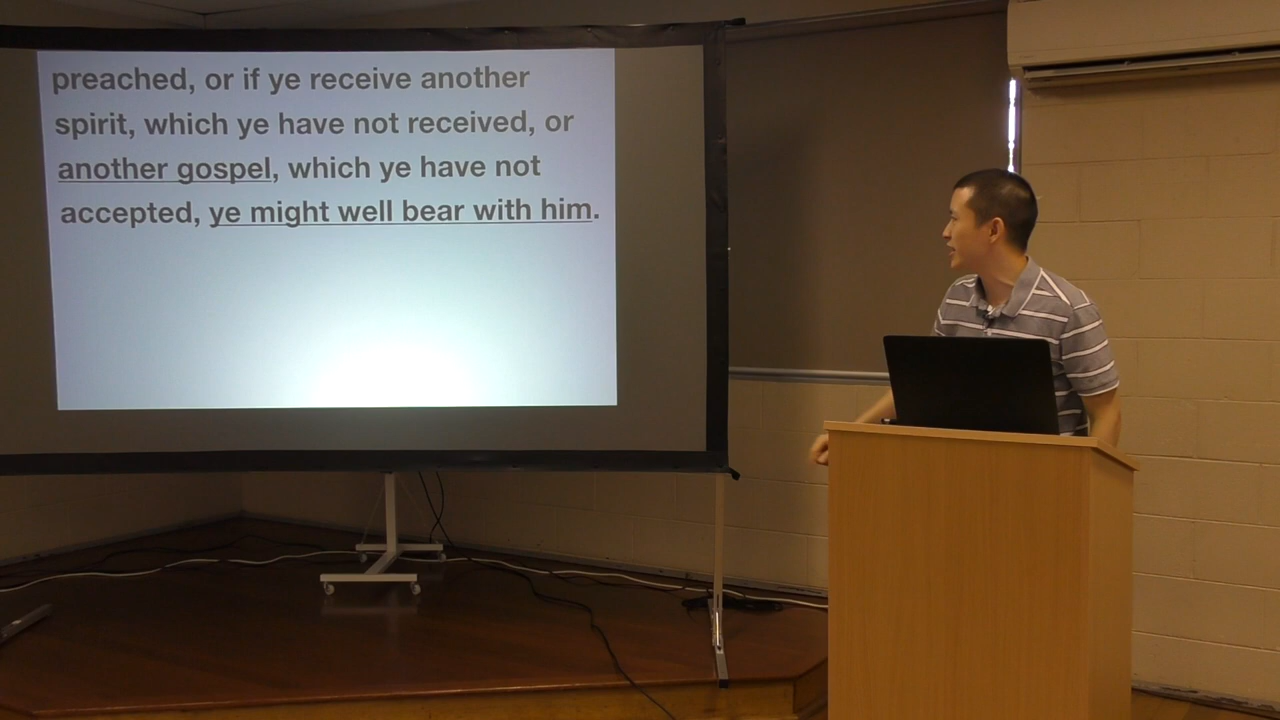 preached, or if ye receive another
spirit, which ye have not received, or
another gospel, which ye have not
accepted, ye might well bear with him.